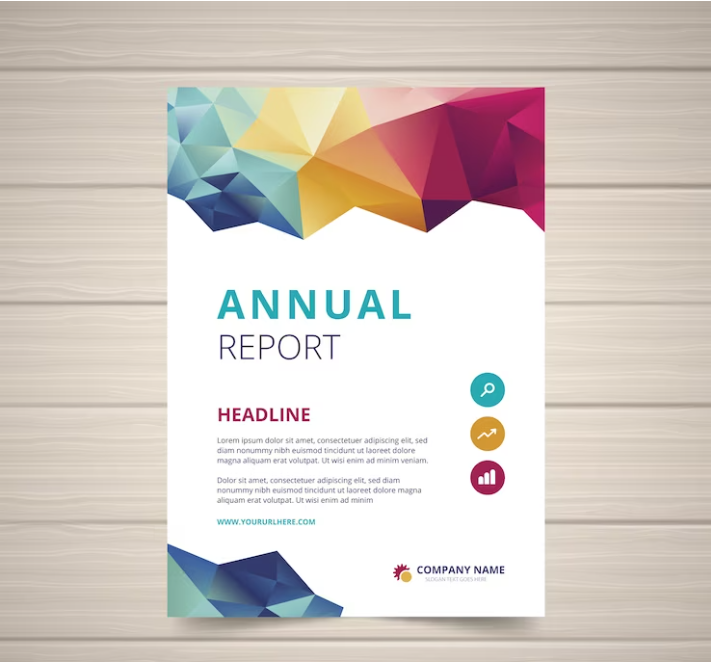 ANNUAL
REPORT
HEADLINE
Lorem ipsum dolor sit amet, consectetuer adipiscing elit, sed
diam nonummy nibh euismod tincidunt ut laoreet dolore
magna aliquam erat volutpat. Ut wisi enim ad minim veniam.
Dolor sit amet, consectetuer adipiscing elit, sed diam
nonummy nibh euismod tincidunt ut laoreet dolore magna
aliquam erat volutpat. Ut wisi enim ad minim
WWW.YOURURLHERE.COM
COMPANY NAME
SLOGAN TEXT GOES HERE